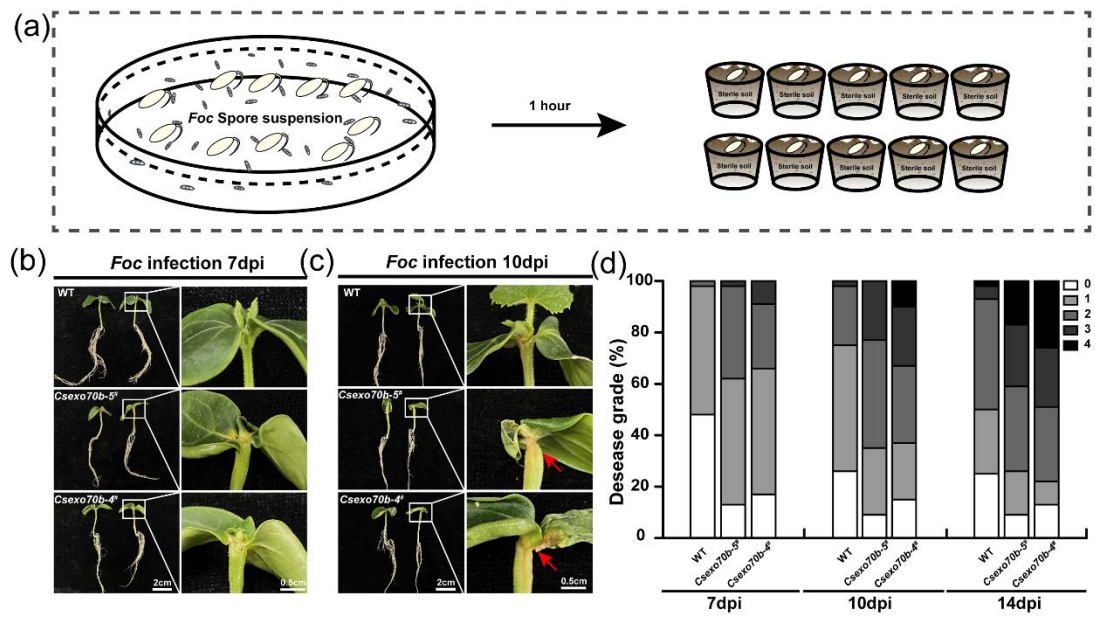 (a)
Foc Spore suspension
1 hour
Sterile soil Sterile soil Sterile soil Sterile soil Sterile soil
Sterile soil Sterile soil Sterile soil Sterile soil Sterile soil
(b)
Foc infection 7dpi
WT
Csexo70b-5#
Csexo70b-4#
2cm
0.5cm
(c)
Foc infection 10dpi
WT
Csexo70b-5#
Csexo70b-4#
2cm
0.5cm
(d)
Desease grade (%)
100
80
60
40
20
0
0
1
2
3
4
WT Csexo70b-5# Csexo70b-4# WT Csexo70b-5# Csexo70b-4# WT Csexo70b-5# Csexo70b-4#
7dpi 10dpi 14dpi